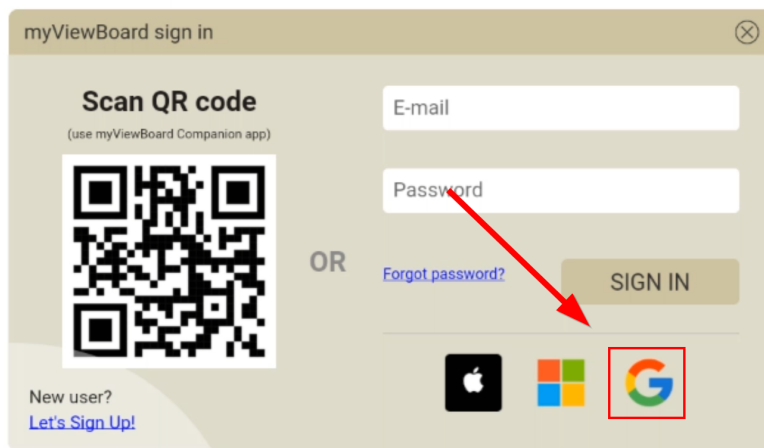 myViewBoard sign in
Scan QR code
(use myViewBoard Companion app)
OR
New user?
Let's Sign Up!
E-mail
Password
Forgot password?
SIGN IN